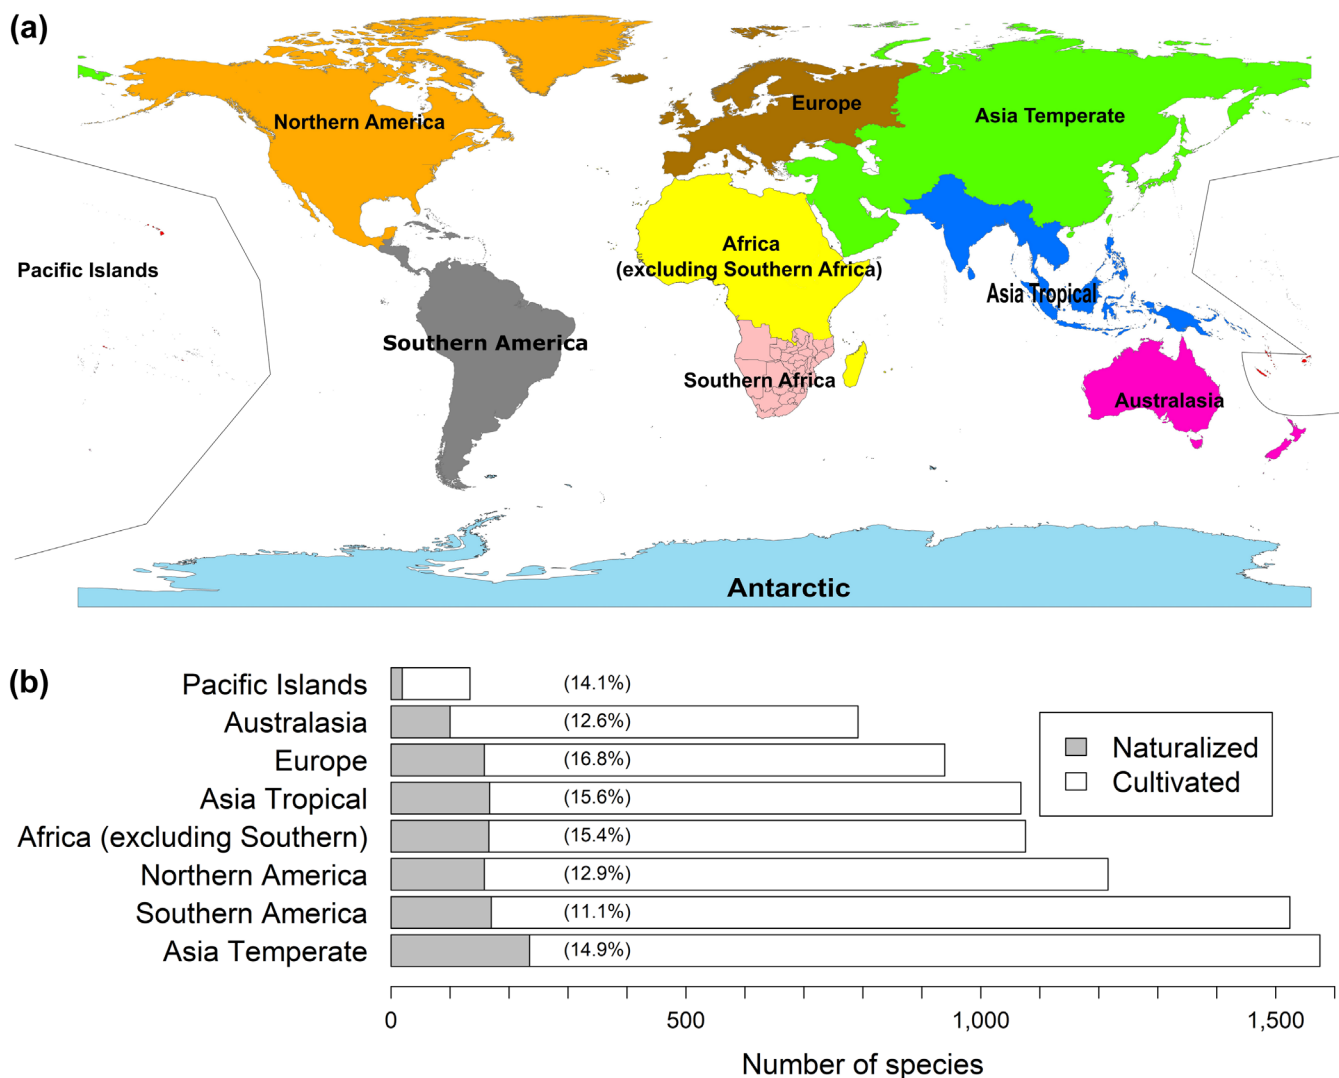 (a)
Northern America
Europe
Asia Temperate
Pacific Islands
Africa
(excluding Southern Africa)
Asia Tropical
Southern America
Southern Africa
Australasia
Antarctic
(b)
Pacific Islands (14.1%)
Australasia (12.6%)
Europe (16.8%)
Asia Tropical (15.6%)
Africa (excluding Southern) (15.4%)
Northern America (12.9%)
Southern America (11.1%)
Asia Temperate (14.9%)
Naturalized
Cultivated
0 500 1,000 1,500
Number of species